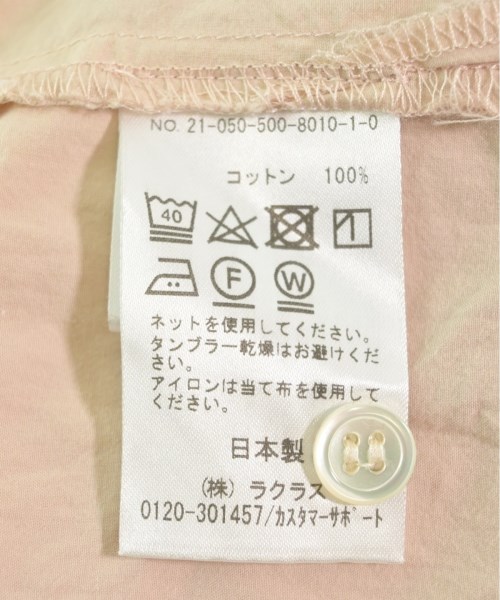 NO. 21-050-500-8010-1-0
コットン 100%
40
F W
ネットを使用してください。
タンブラー乾燥はお避けくだ
さい。
アイロンは当て布を使用して
ください。
日本製
(株) ラクラス
0120-301457/カスタマーサポート